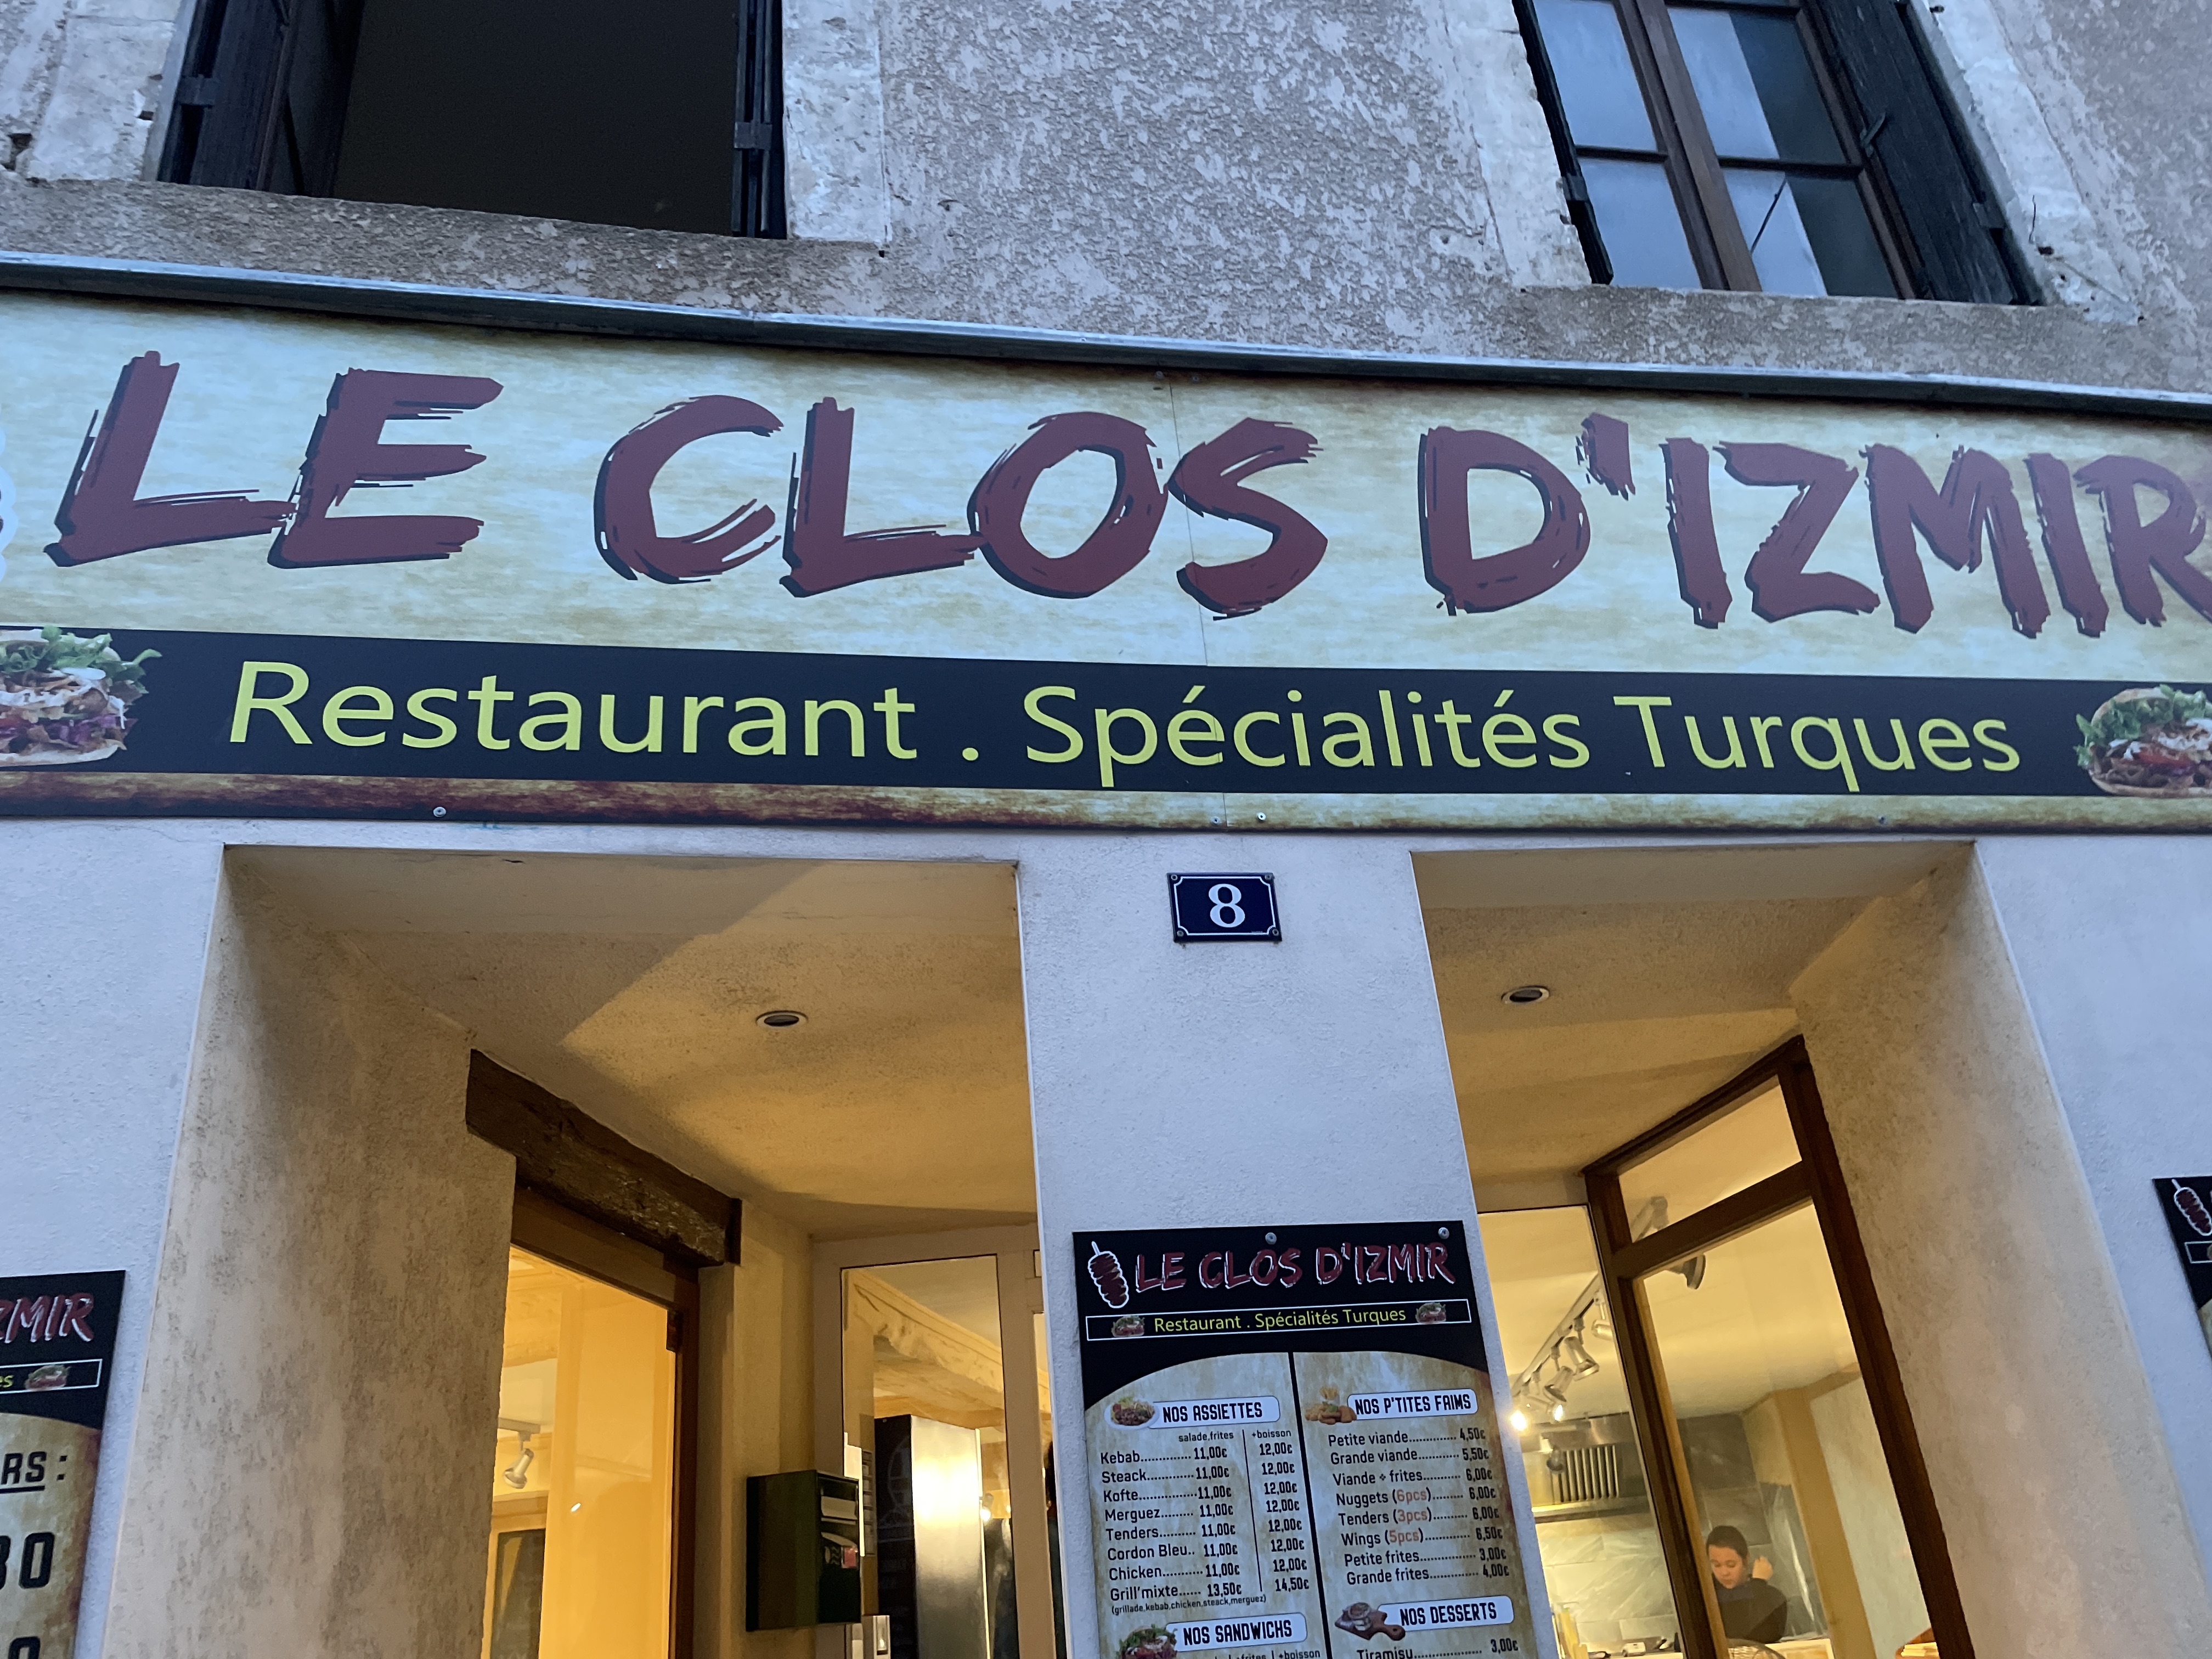 LE CLOS D'IZMIR
Restaurant . Spécialités Turques
8
LE CLOS D'IZMIR
Restaurant . Spécialités Turques
NOS ASSIETTES
salade,frites +boisson
Kebab............... 11,00€ 12,00€
Steack............. 11,00€ 12,00€
Kofte................. 11,00€ 12,00€
Merguez......... 11,00€ 12,00€
Tenders.......... 11,00€ 12,00€
Cordon Bleu.. 11,00€ 12,00€
Chicken........... 11,00€ 12,00€
Grill'mixte...... 13,50€ 14,50€
(grillade,kebab,chicken,steack,merguez)
NOS SANDWICHS
+boisson
NOS P'TITES FAIMS
Petite viande............. 4,50€
Grande viande............ 5,50€
Viande + frites........... 6,00€
Nuggets (6pcs)......... 6,00€
Tenders (3pcs).......... 6,00€
Wings (5pcs).............. 6,50€
Petite frites............... 3,00€
Grande frites.............. 4,00€
NOS DESSERTS
Tiramisu..................... 3,00€
ZMIR
RS :
30